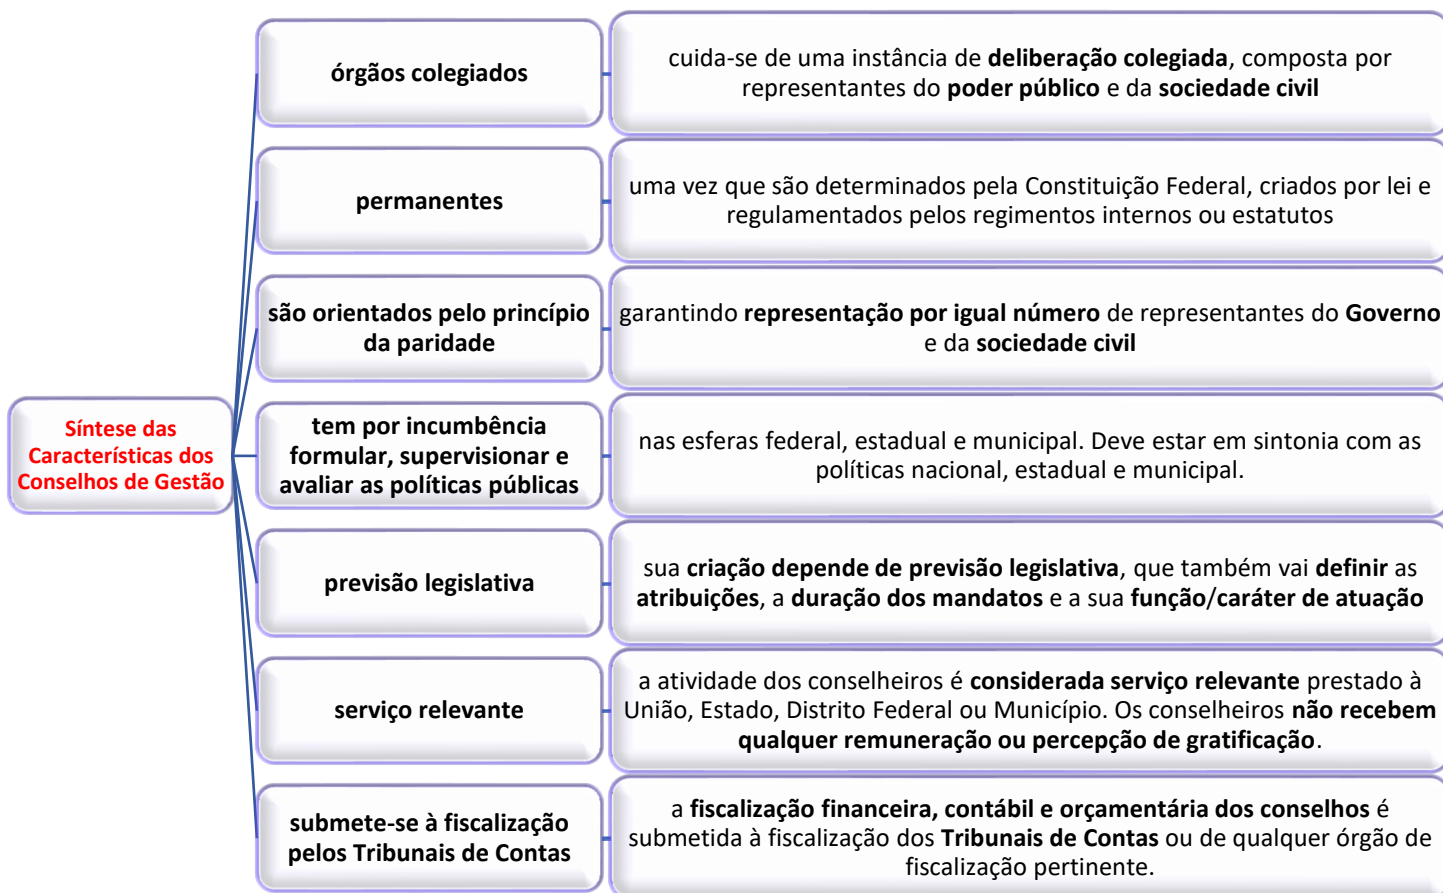 órgãos colegiados
cuida-se de uma instância de deliberação colegiada, composta por
representantes do poder público e da sociedade civil
permanentes
uma vez que são determinados pela Constituição Federal, criados por lei e
regulamentados pelos regimentos internos ou estatutos
são orientados pelo princípio
da paridade
garantindo representação por igual número de representantes do Governo
e da sociedade civil
Síntese das
Características dos
Conselhos de Gestão
tem por incumbência
formular, supervisionar e
avaliar as políticas públicas
nas esferas federal, estadual e municipal. Deve estar em sintonia com as
políticas nacional, estadual e municipal.
previsão legislativa
sua criação depende de previsão legislativa, que também vai definir as
atribuições, a duração dos mandatos e a sua função/caráter de atuação
serviço relevante
a atividade dos conselheiros é considerada serviço relevante prestado à
União, Estado, Distrito Federal ou Município. Os conselheiros não recebem
qualquer remuneração ou percepção de gratificação.
submete-se à fiscalização
pelos Tribunais de Contas
a fiscalização financeira, contábil e orçamentária dos conselhos é
submetida à fiscalização dos Tribunais de Contas ou de qualquer órgão de
fiscalização pertinente.